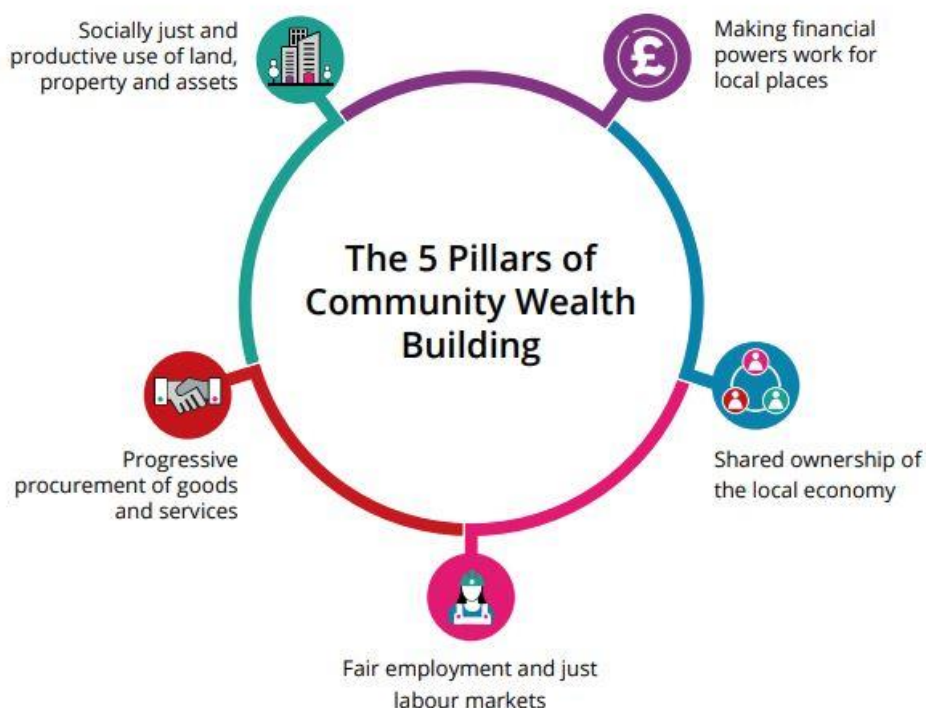 Socially just and
productive use of land,
property and assets
Making financial
powers work for
local places
£
The 5 Pillars of
Community Wealth
Building
Progressive
procurement of goods
and services
Shared ownership of
the local economy
Fair employment and just
labour markets